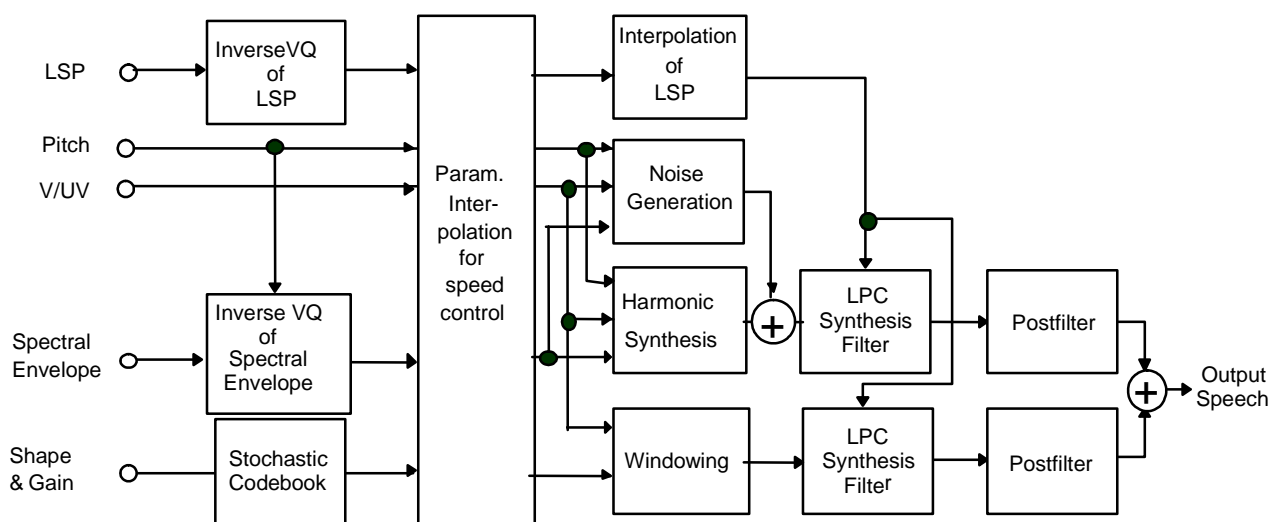 LSP
InverseVQ
of
LSP
Pitch
V/UV
Spectral
Envelope
Inverse VQ
of
Spectral
Envelope
Shape
& Gain
Stochastic
Codebook
Param.
Inter-
polation
for
speed
control
Interpolation
of
LSP
Noise
Generation
Harmonic
Synthesis
+
LPC
Synthesis
Filter
Postfilter
Windowing
LPC
Synthesis
Filter
Postfilter
+
Output
Speech